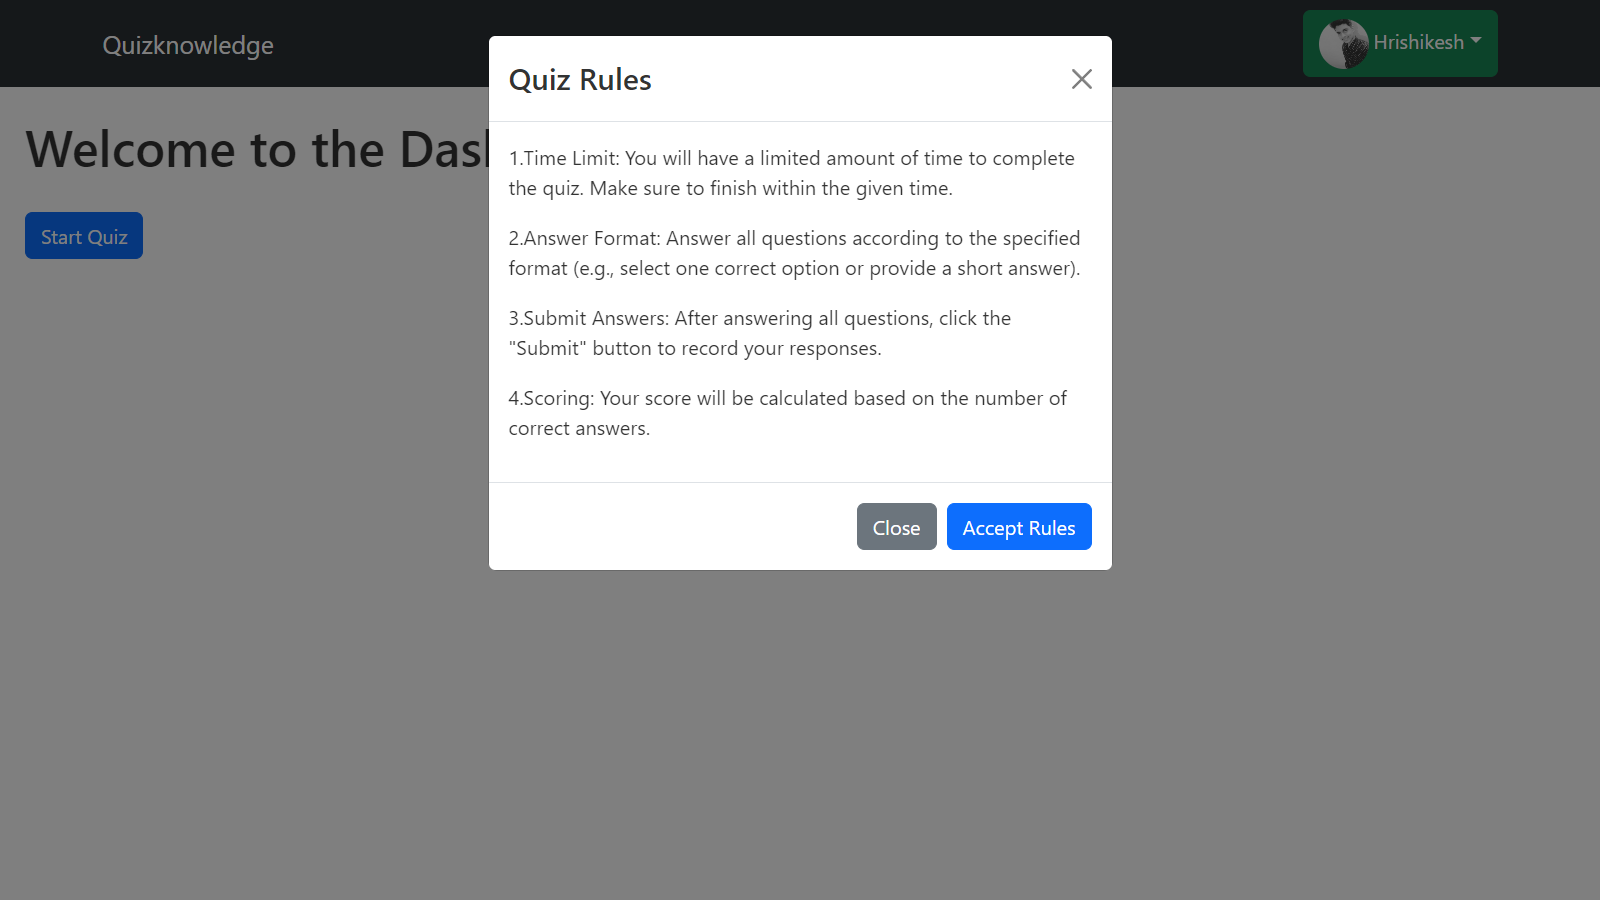 Quizknowledge
Hrishikesh
Welcome to the
Start Quiz
Quiz Rules
1.Time Limit: You will have a limited amount of time to complete
the quiz. Make sure to finish within the given time.
2.Answer Format: Answer all questions according to the specified
format (e.g., select one correct option or provide a short answer).
3.Submit Answers: After answering all questions, click the
"Submit" button to record your responses.
4.Scoring: Your score will be calculated based on the number of
correct answers.
Close
Accept Rules